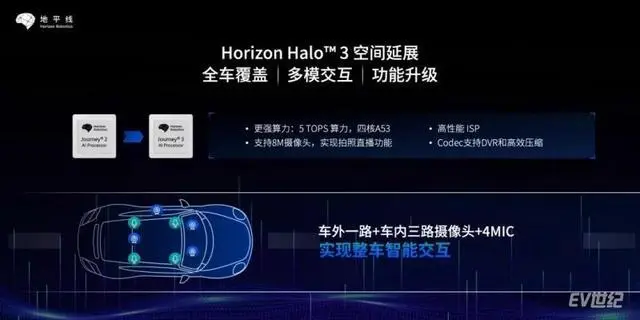 地平线
Horizon Robotics
Horizon Halo™ 3 空间延展
全车覆盖 | 多模交互 | 功能升级
Horizon Robotics
Journey® 2
AI Processor
Horizon Robotics
Journey® 3
AI Processor
• 更强算力：5 TOPS 算力，四核A53
• 支持8M摄像头，实现拍照直播功能
• 高性能 ISP
• Codec支持DVR和高效压缩
车外一路+车内三路摄像头+4MIC
实现整车智能交互
EV世纪